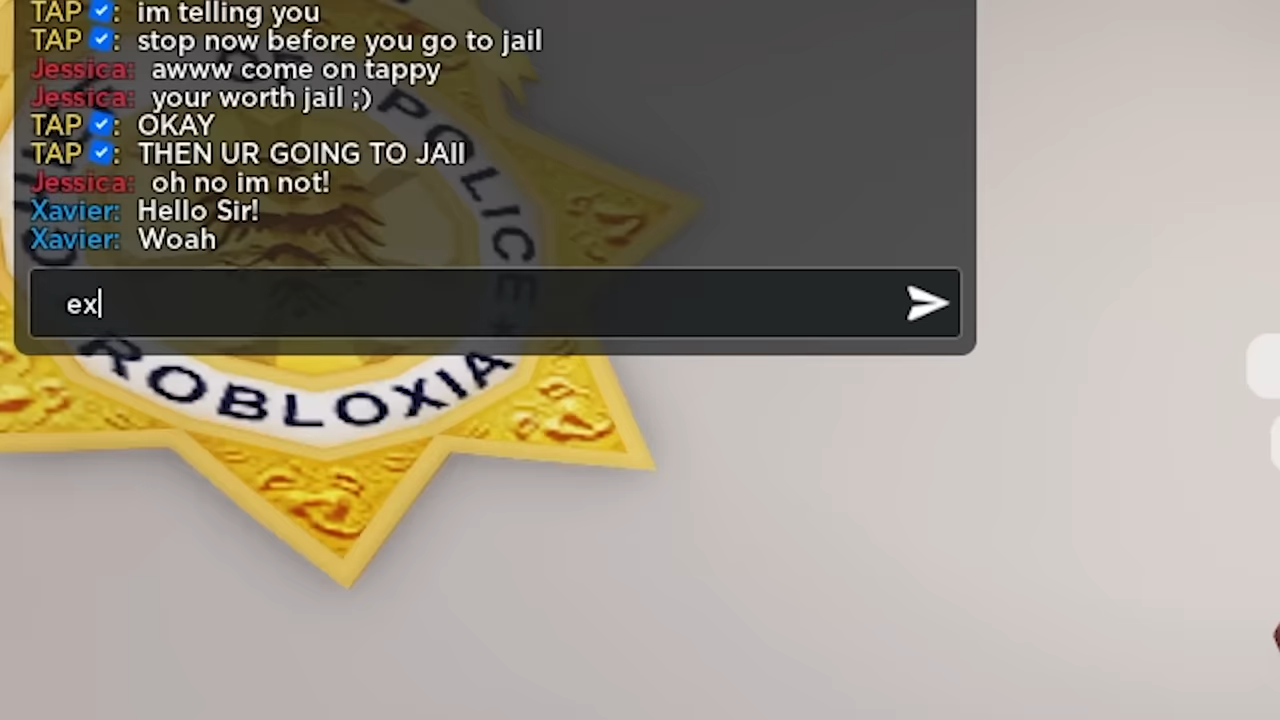 TAP: im telling you
TAP: stop now before you go to jail
Jessica: awww come on tappy
Jessica: your worth jail ;)
TAP: OKAY
TAP: THEN UR GOING TO JAIl
Jessica: oh no im not!
Xavier: Hello Sir!
Xavier: Woah
ex
POLICE
ROBLOXIA